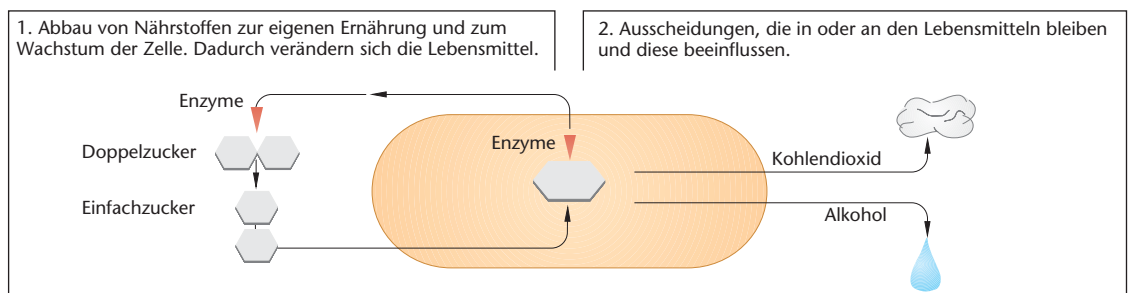 1. Abbau von Nährstoffen zur eigenen Ernährung und zum
Wachstum der Zelle. Dadurch verändern sich die Lebensmittel.
2. Ausscheidungen, die in oder an den Lebensmitteln bleiben
und diese beeinflussen.
Enzyme
Doppelzucker
Einfachzucker
Enzyme
Kohlendioxid
Alkohol